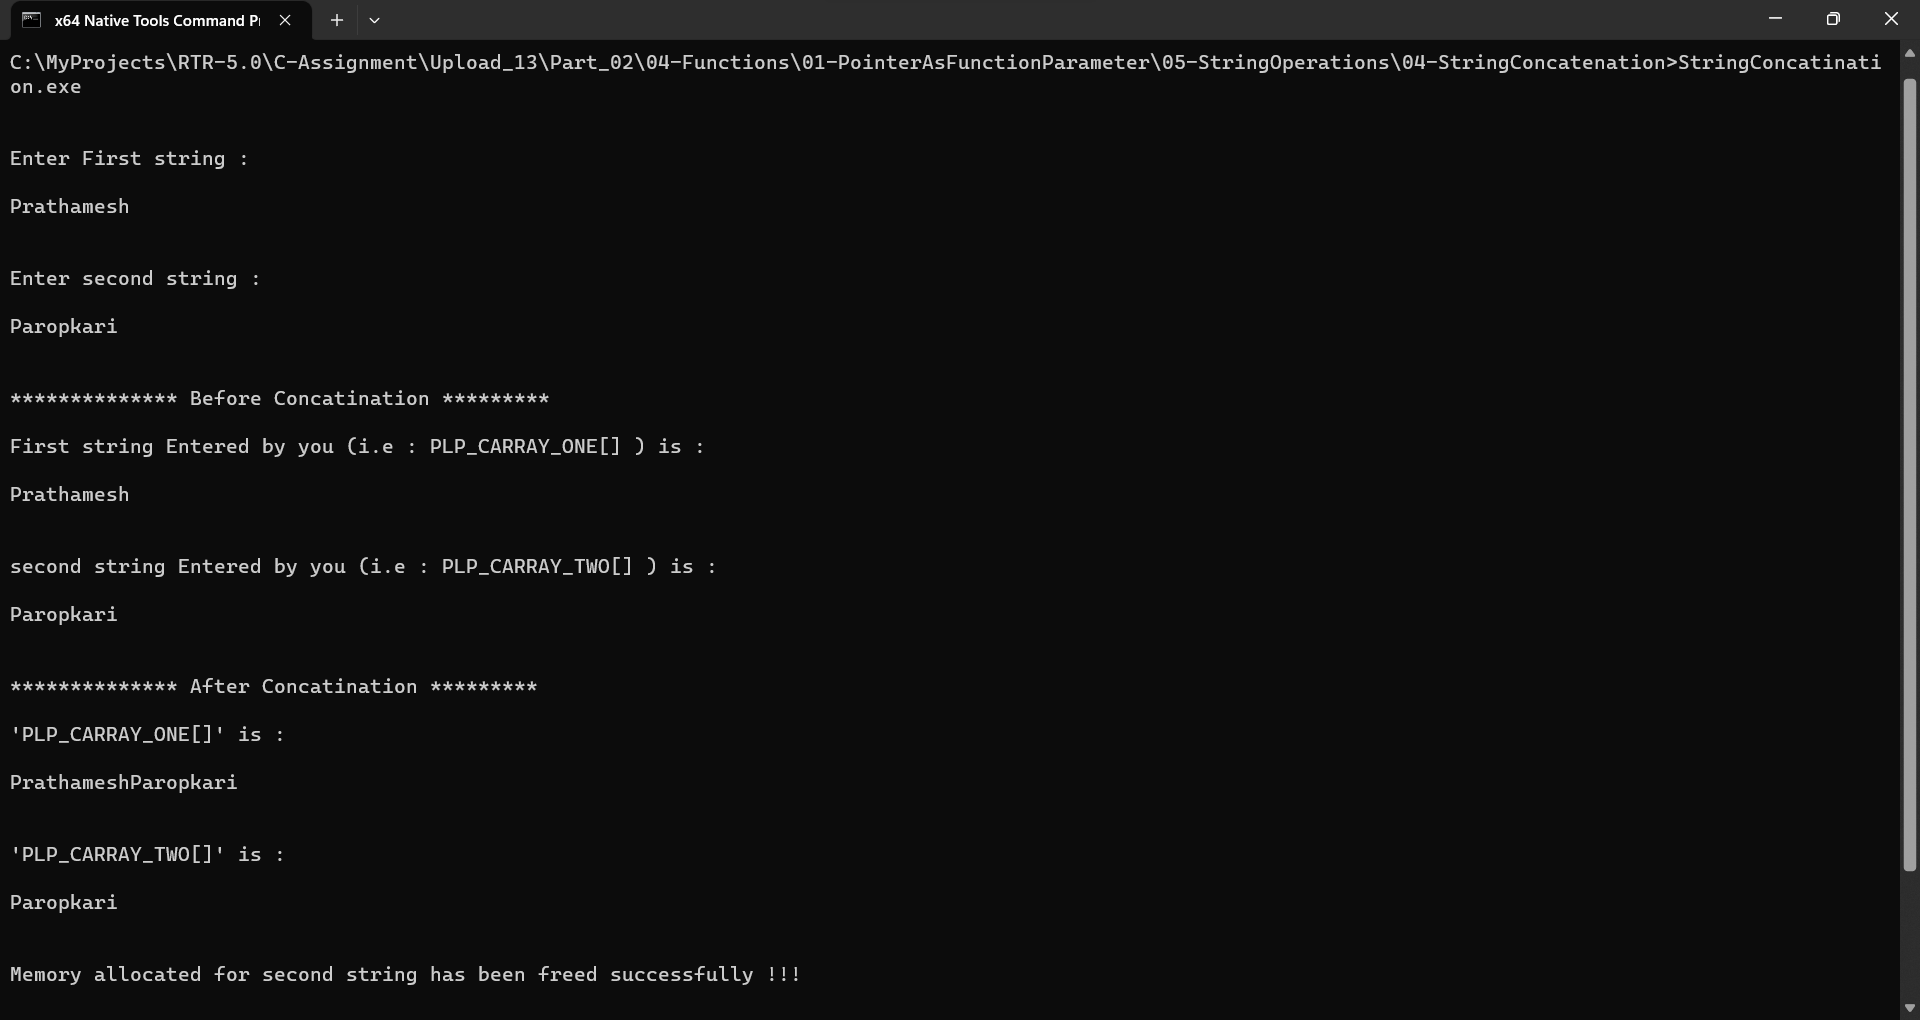 x64 Native Tools Command P
C:\MyProjects\RTR-5.0\C-Assignment\Upload_13\Part_02\04-Functions\01-PointerAsFunctionParameter\05-StringOperations\04-StringConcatenation>StringConcatinati
on.exe
Enter First string :
Prathamesh
Enter second string :
Paropkari
************** Before Concatination *********
First string Entered by you (i.e : PLP_CARRAY_ONE[] ) is :
Prathamesh
second string Entered by you (i.e : PLP_CARRAY_TWO[] ) is :
Paropkari
************** After Concatination *********
'PLP_CARRAY_ONE[]' is :
PrathameshParopkari
'PLP_CARRAY_TWO[]' is :
Paropkari
Memory allocated for second string has been freed successfully !!!